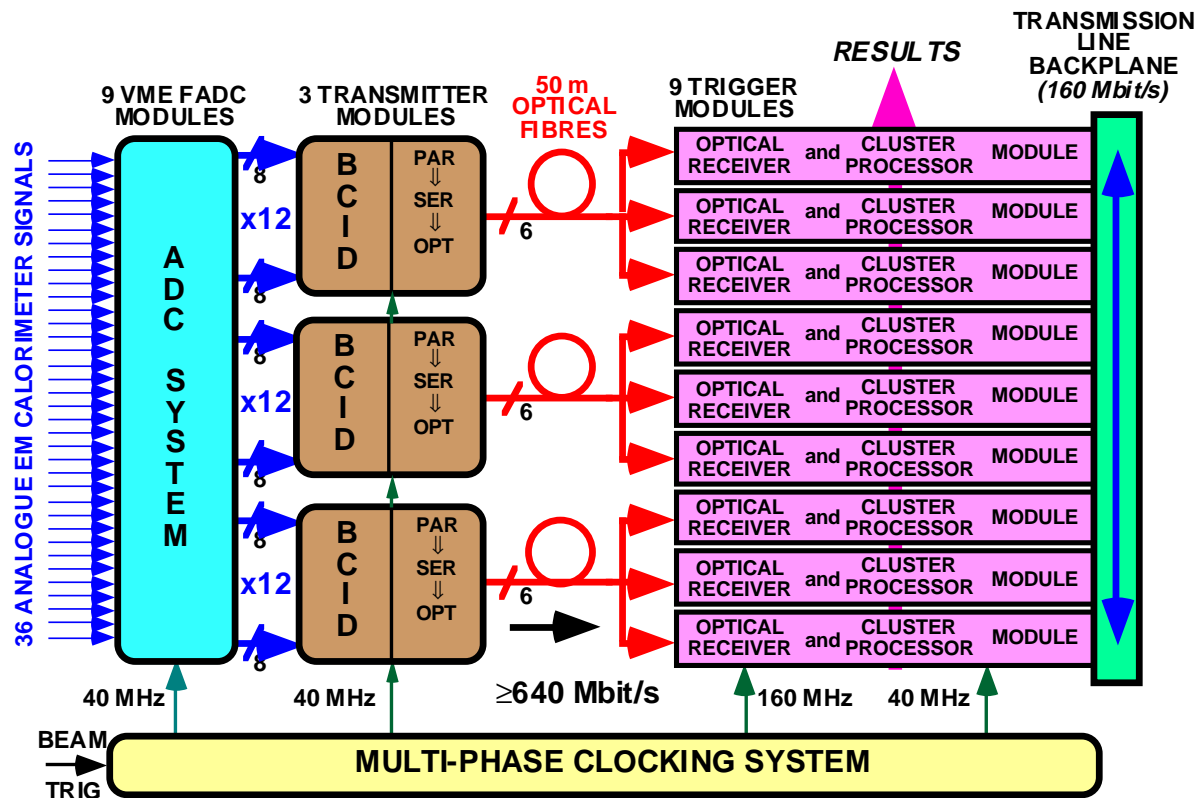 TRANSMISSION
LINE
BACKPLANE
(160 Mbit/s)
RESULTS
9 VME FADC
MODULES
3 TRANSMITTER
MODULES
50 m
OPTICAL
FIBRES
9 TRIGGER
MODULES
36 ANALOGUE EM CALORIMETER SIGNALS
ADC SYSTEM
8
x12
8
8
x12
8
8
x12
8
BCID
PAR
⇓
SER
⇓
OPT
BCID
PAR
⇓
SER
⇓
OPT
BCID
PAR
⇓
SER
⇓
OPT
6
6
6
OPTICAL RECEIVER and CLUSTER PROCESSOR MODULE
OPTICAL RECEIVER and CLUSTER PROCESSOR MODULE
OPTICAL RECEIVER and CLUSTER PROCESSOR MODULE
OPTICAL RECEIVER and CLUSTER PROCESSOR MODULE
OPTICAL RECEIVER and CLUSTER PROCESSOR MODULE
OPTICAL RECEIVER and CLUSTER PROCESSOR MODULE
OPTICAL RECEIVER and CLUSTER PROCESSOR MODULE
OPTICAL RECEIVER and CLUSTER PROCESSOR MODULE
OPTICAL RECEIVER and CLUSTER PROCESSOR MODULE
40 MHz
40 MHz
≥640 Mbit/s
160 MHz
40 MHz
BEAM
TRIG
MULTI-PHASE CLOCKING SYSTEM